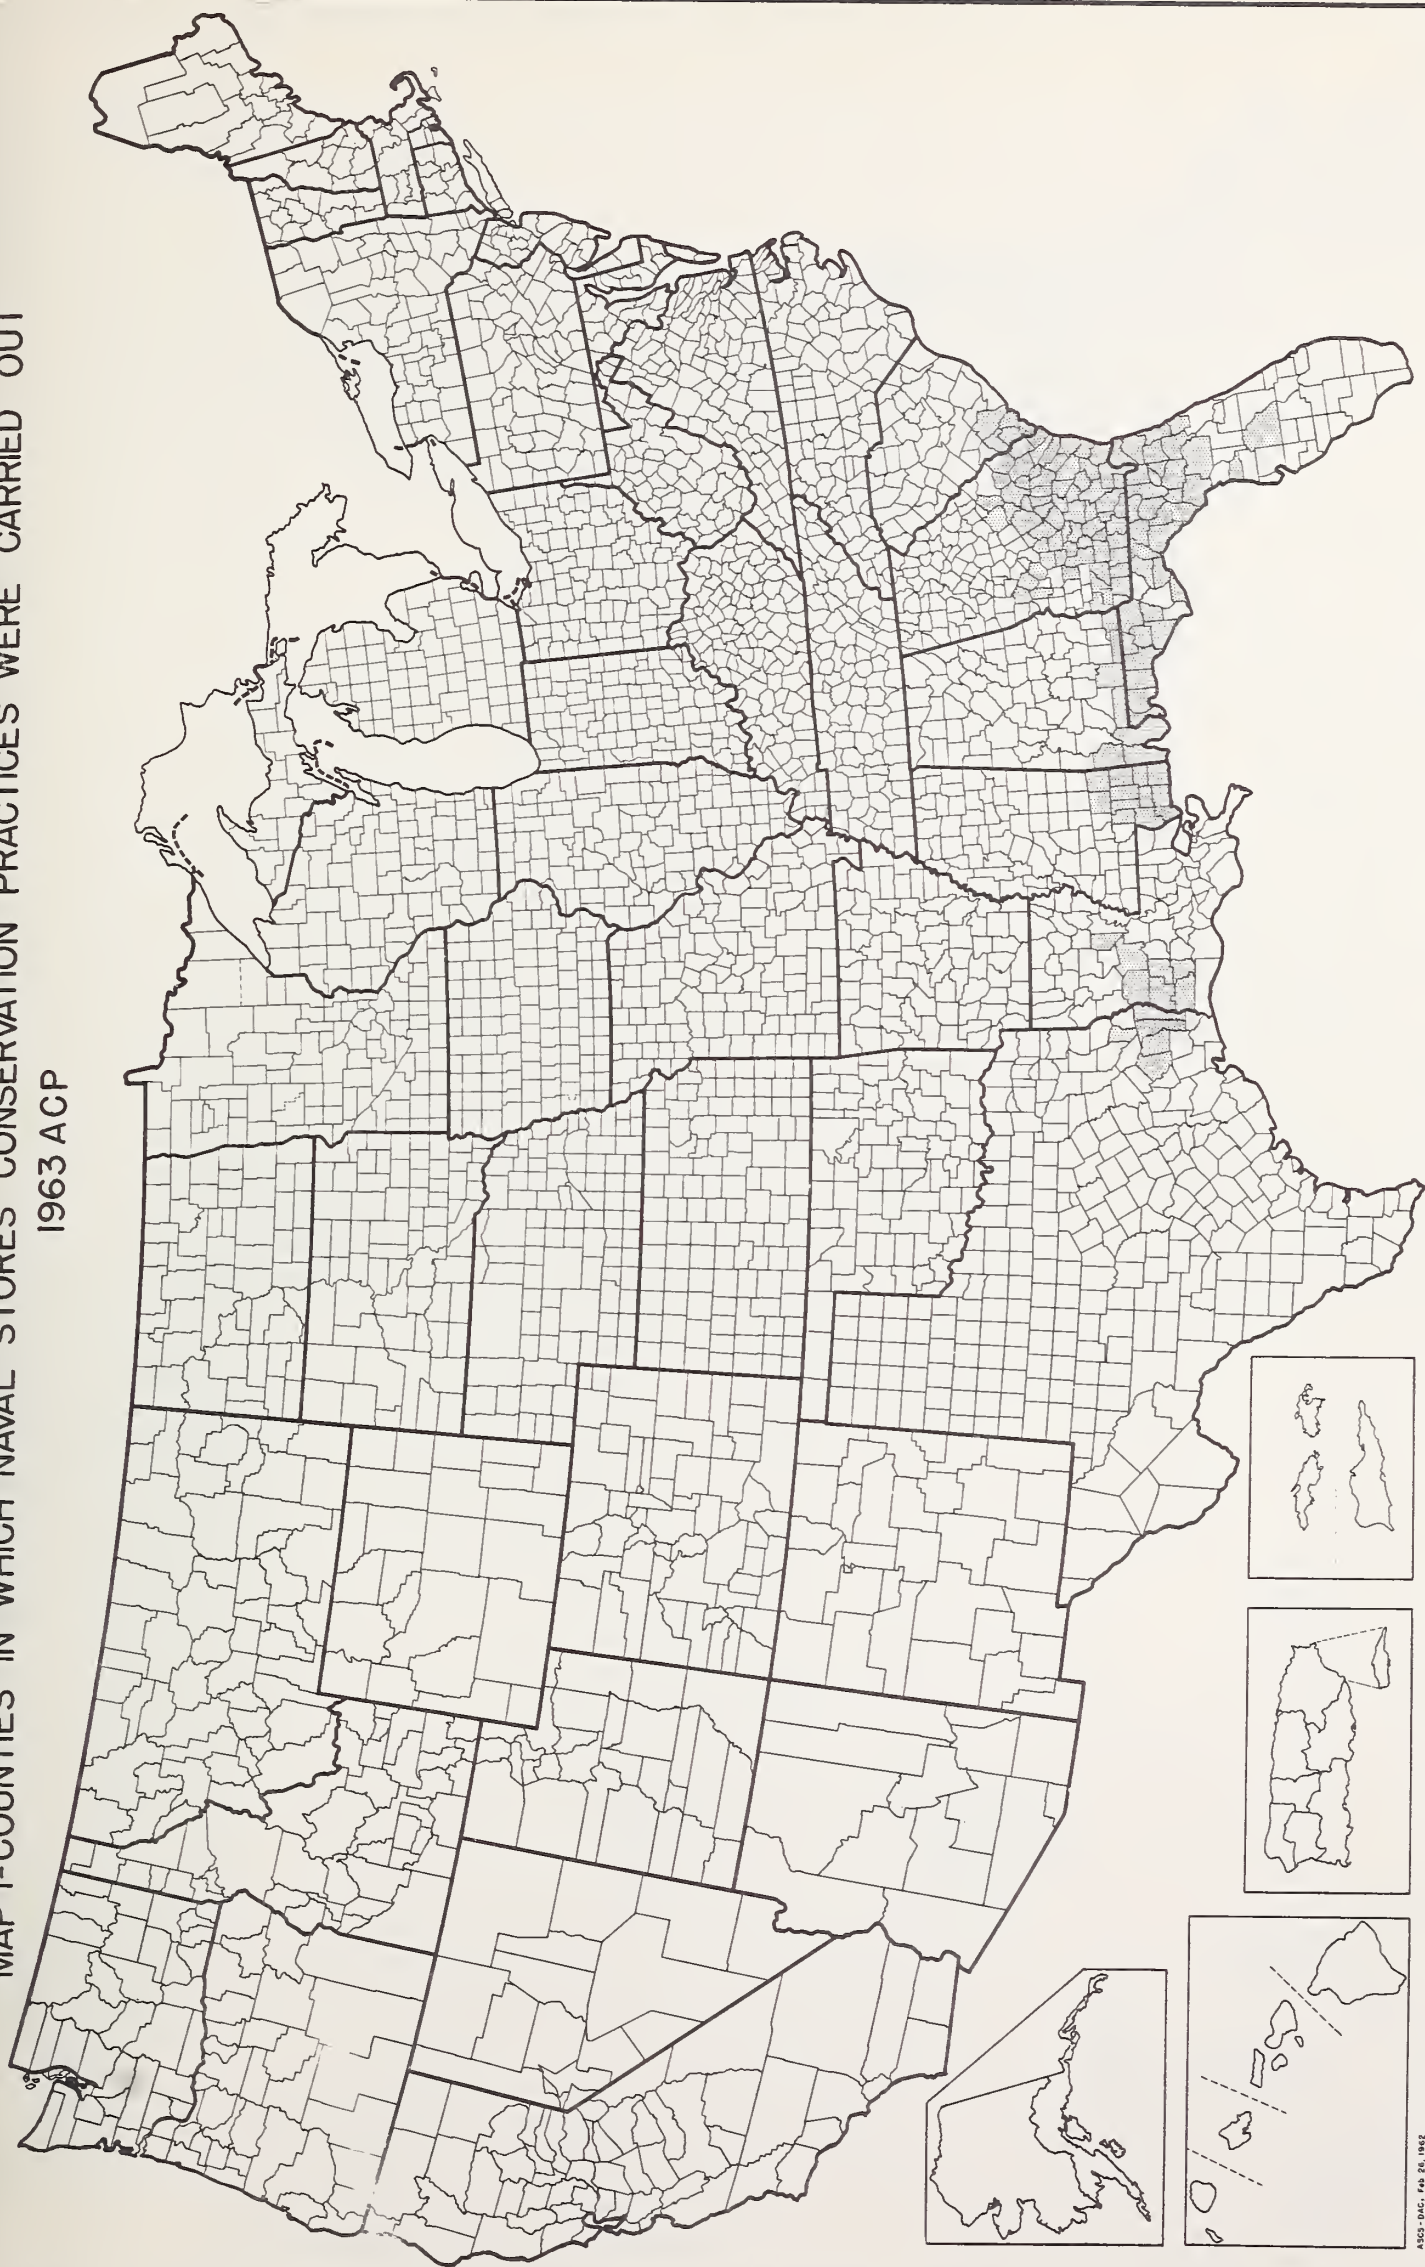 MAP 1-COUNTIES IN WHICH NAVAL STORES CONSERVATION PRACTICES WERE CARRIED OUT
1963 ACP
ASCS-DAC, Feb 26, 1962